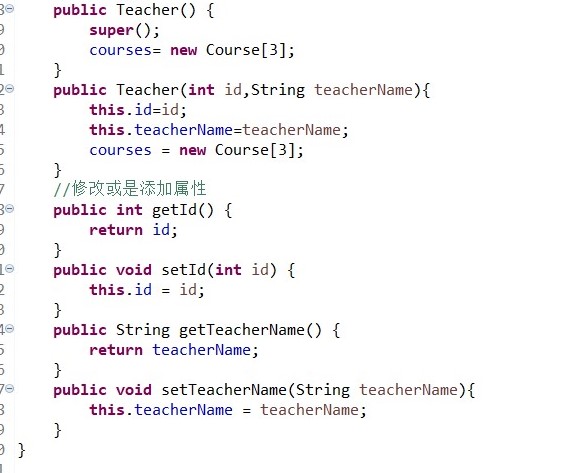 8 public Teacher() {
9 super();
0 courses= new Course[3];
1 }
2 public Teacher(int id,String teacherName){
3 this.id=id;
4 this.teacherName=teacherName;
5 courses = new Course[3];
6 }
7 //修改或是添加属性
8 public int getId() {
9 return id;
0 }
1 public void setId(int id) {
2 this.id = id;
3 }
4 public String getTeacherName() {
5 return teacherName;
6 }
7 public void setTeacherName(String teacherName){
8 this.teacherName = teacherName;
9 }
0 }